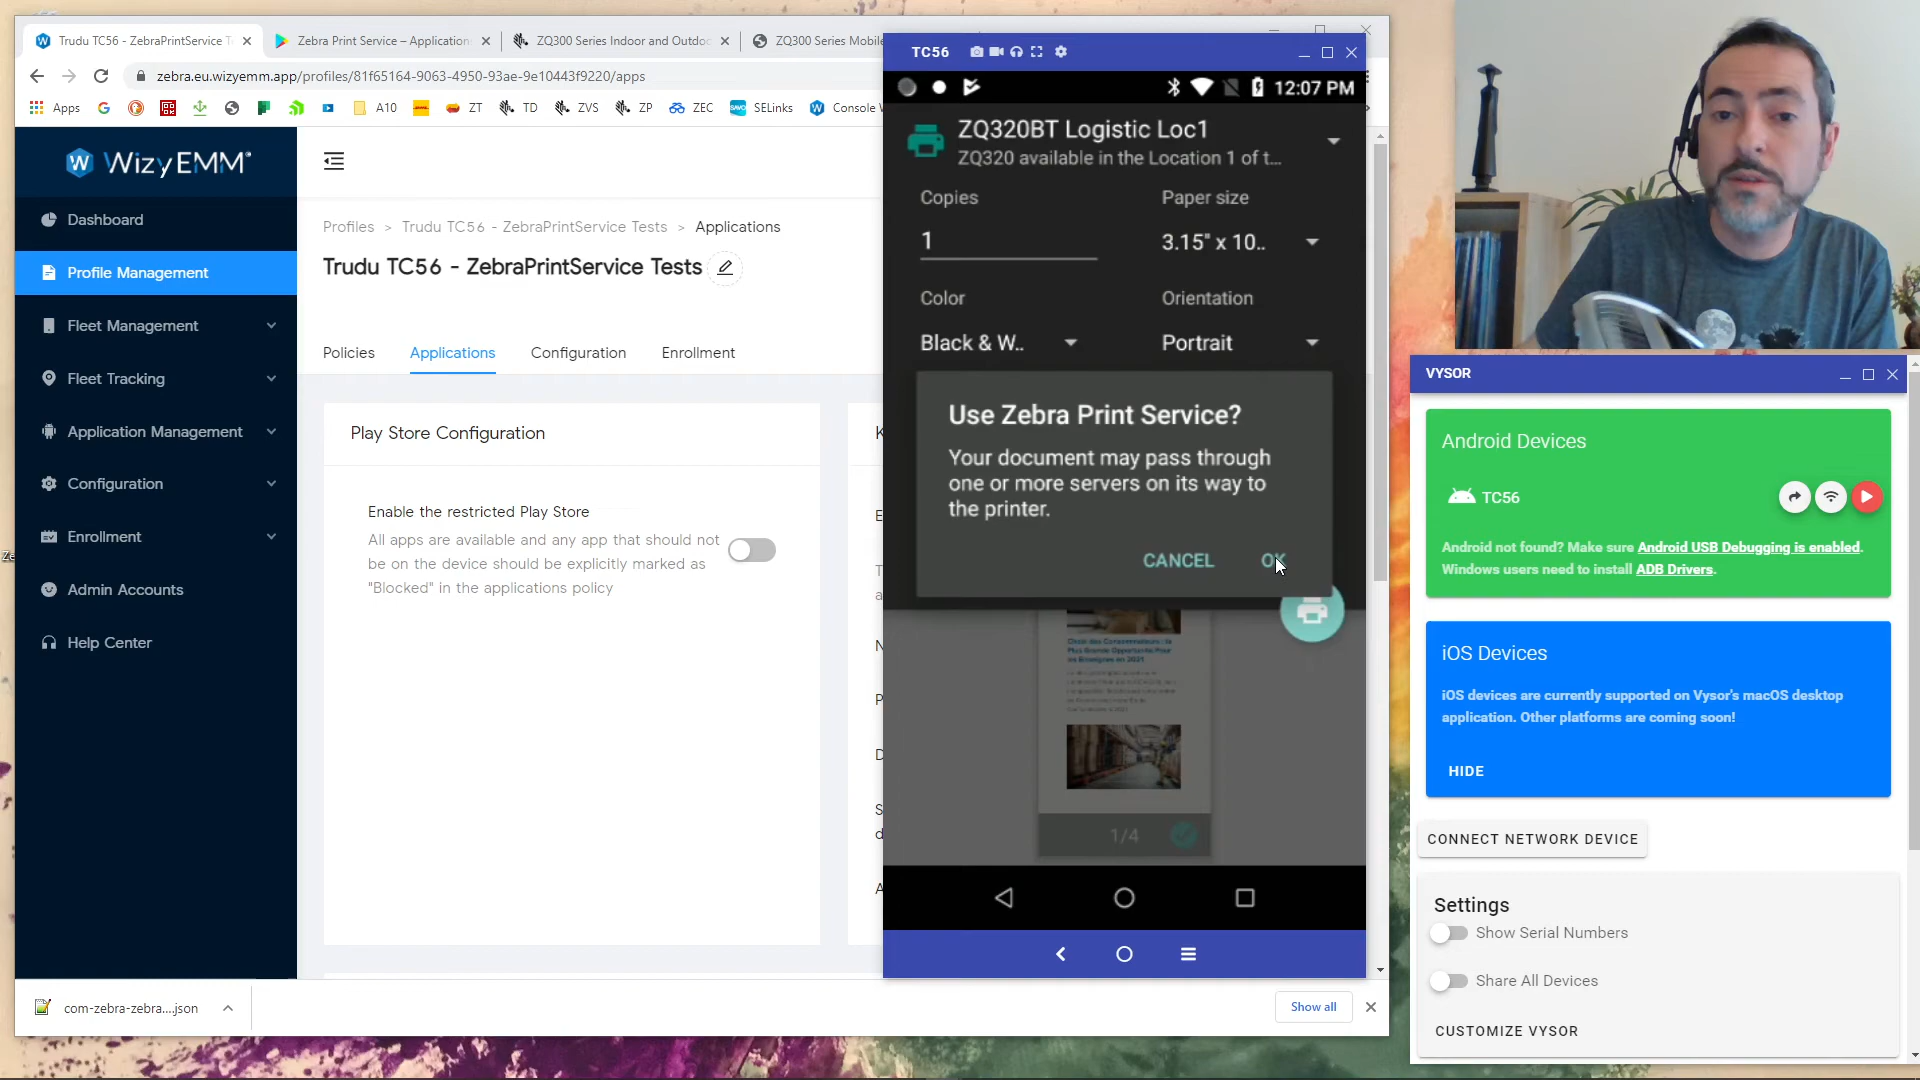 Trudu TC56 - ZebraPrintService T
Zebra Print Service – Application
ZQ300 Series Indoor and Outdo
ZQ300 Series Mobile
zebra.eu.wizyemm.app/profiles/81f65164-9063-4950-93ae-9e10443f9220/apps
Apps
A10
ZT
TD
ZVS
ZP
ZEC
SELinks
Console W
WizyEMM
Dashboard
Profile Management
Fleet Management
Fleet Tracking
Application Management
Configuration
Enrollment
Admin Accounts
Help Center
Profiles > Trudu TC56 - ZebraPrintService Tests > Applications
Trudu TC56 - ZebraPrintService Tests
Policies
Applications
Configuration
Enrollment
Play Store Configuration
Enable the restricted Play Store
All apps are available and any app that should not
be on the device should be explicitly marked as
"Blocked" in the applications policy
com-zebra-zebra....json
Show all
TC56
12:07 PM
ZQ320BT Logistic Loc1
ZQ320 available in the Location 1 of t...
Copies
Paper size
1
3.15" x 10..
Color
Orientation
Black & W..
Portrait
Use Zebra Print Service?
Your document may pass through
one or more servers on its way to
the printer.
CANCEL
OK
1/4
VYSOR
Android Devices
TC56
Android not found? Make sure Android USB Debugging is enabled.
Windows users need to install ADB Drivers.
iOS Devices
iOS devices are currently supported on Vysor's macOS desktop
application. Other platforms are coming soon!
HIDE
CONNECT NETWORK DEVICE
Settings
Show Serial Numbers
Share All Devices
CUSTOMIZE VYSOR